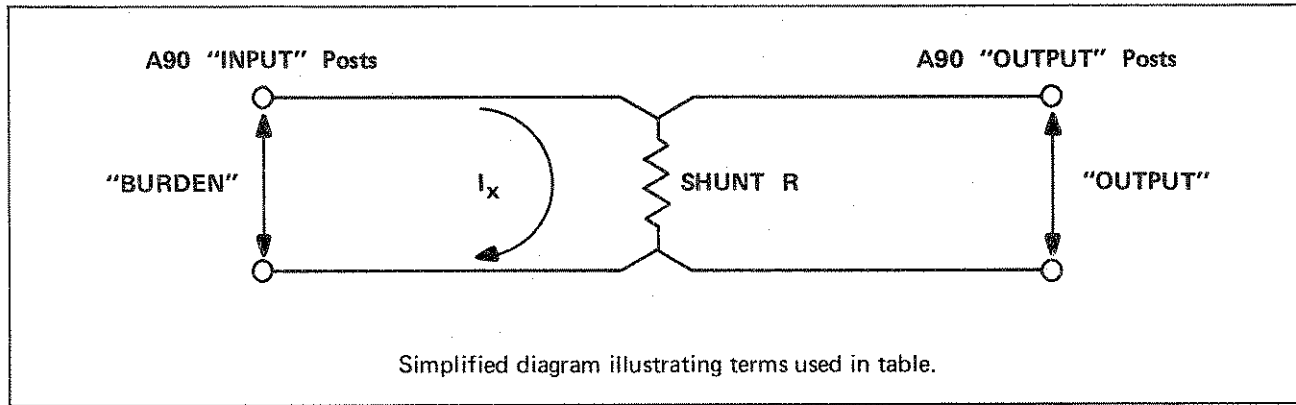 A90 "INPUT" Posts
A90 "OUTPUT" Posts
"BURDEN"
Ix
SHUNT R
"OUTPUT"
Simplified diagram illustrating terms used in table.